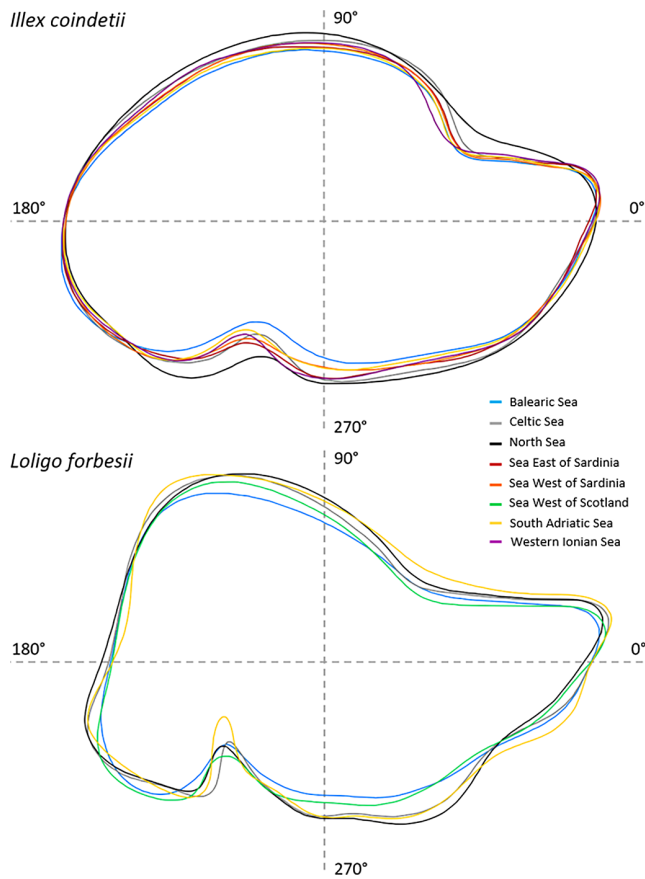 Illex coindetii
90°
180°
0°
270°
Balearic Sea
Celtic Sea
North Sea
Sea East of Sardinia
Sea West of Sardinia
Sea West of Scotland
South Adriatic Sea
Western Ionian Sea
Loligo forbesii
90°
180°
0°
270°